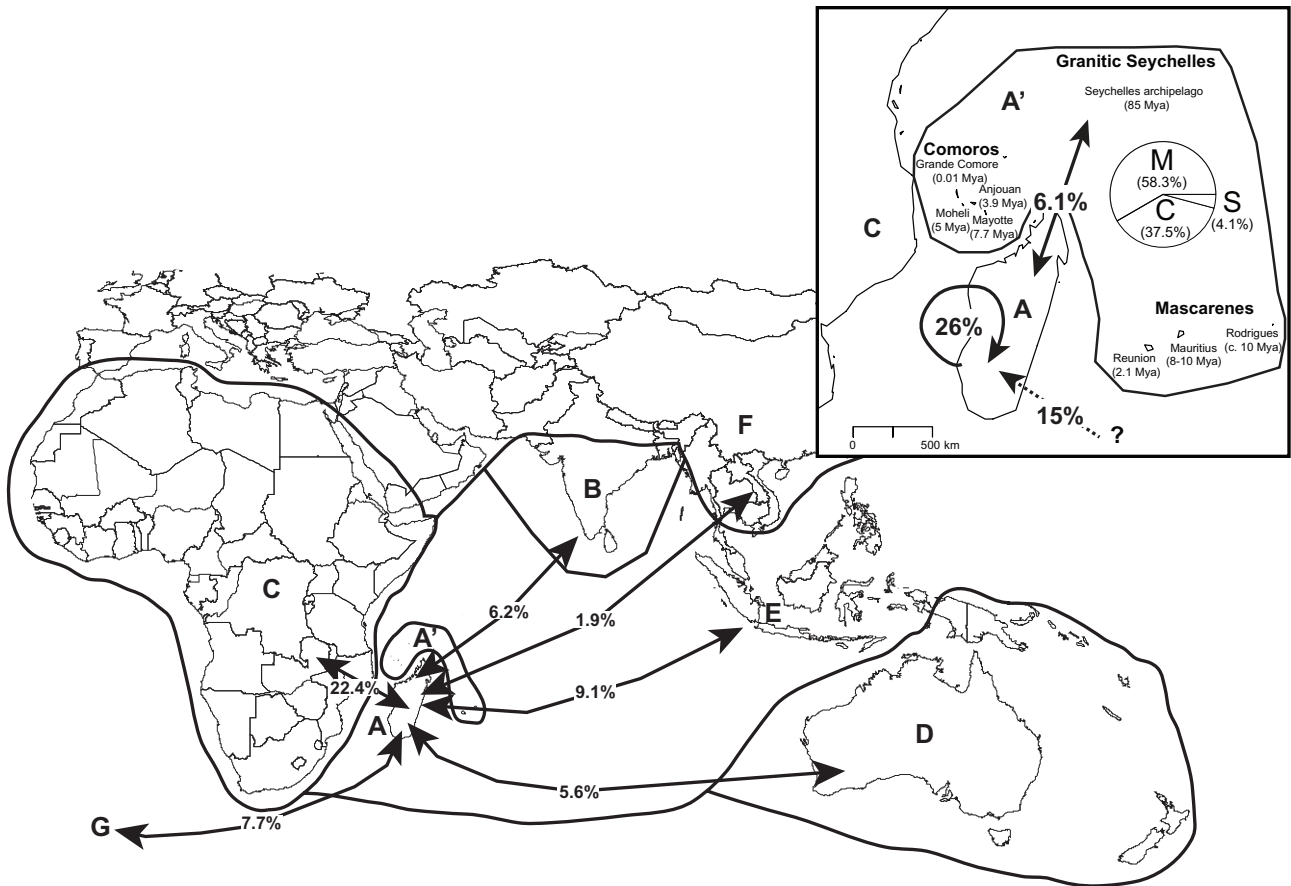 Granitic Seychelles
Seychelles archipelago
(85 Mya)
A’
Comoros
Grande Comore
(0.01 Mya)
Anjouan
(3.9 Mya)
Moheli
(5 Mya)
Mayotte
(7.7 Mya)
6.1%
M
(58.3%)
C
(37.5%)
S
(4.1%)
C
A
26%
Mascarenes
Rodrigues
(c. 10 Mya)
Mauritius
(8-10 Mya)
Reunion
(2.1 Mya)
15%
?
0
500 km
F
B
C
E
6.2%
1.9%
A’
22.4%
9.1%
A
D
5.6%
7.7%
G